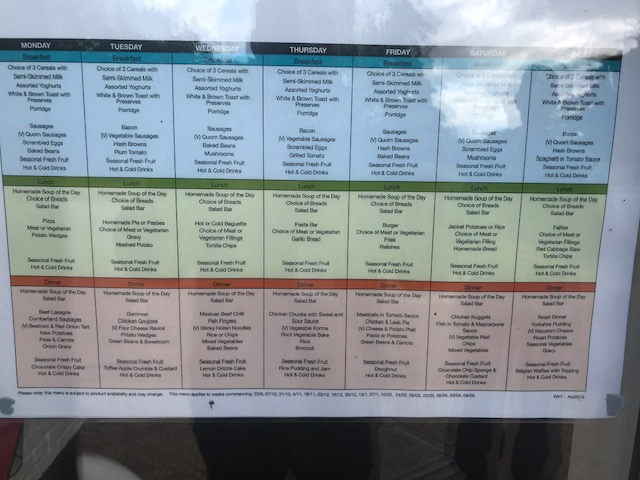 MONDAY
Breakfast
Choice of 3 Cereals with
Semi-Skimmed Milk
Assorted Yoghurts
White & Brown Toast with
Preserves
Porridge
Sausages
(V) Quorn Sausages
Scrambled Eggs
Baked Beans
Seasonal Fresh Fruit
Hot & Cold Drinks
Lunch
Homemade Soup of the Day
Choice of Breads
Salad Bar
Pizza
Meat or Vegetarian
Potato Wedges
Seasonal Fresh Fruit
Hot & Cold Drinks
Dinner
Homemade Soup of the Day
Salad Bar
Beef Lasagne
Cumberland Sausages
(V) Beetroot & Red Onion Tart
New Potatoes
Peas & Carrots
Onion Gravy
Seasonal Fresh Fruit
Chocolate Crispy Cake
Hot & Cold Drinks
TUESDAY
Breakfast
Choice of 3 Cereals with
Semi-Skimmed Milk
Assorted Yoghurts
White & Brown Toast with
Preserves
Porridge
Bacon
(V) Vegetable Sausages
Hash Browns
Plum Tomato
Seasonal Fresh Fruit
Hot & Cold Drinks
Lunch
Homemade Soup of the Day
Choice of Breads
Salad Bar
Homemade Pie or Pasties
Choice of Meat or Vegetarian
Gravy
Mashed Potato
Seasonal Fresh Fruit
Hot & Cold Drinks
Dinner
Homemade Soup of the Day
Salad Bar
Gammon
Chicken Goujons
(V) Four Cheese Ravioli
Potato Wedges
Green Beans & Sweetcorn
Seasonal Fresh Fruit
Toffee Apple Crumble & Custard
Hot & Cold Drinks
WEDNESDAY
Breakfast
Choice of 3 Cereals with
Semi-Skimmed Milk
Assorted Yoghurts
White & Brown Toast with
Preserves
Porridge
Sausages
(V) Quorn Sausages
Baked Beans
Mushrooms
Seasonal Fresh Fruit
Hot & Cold Drinks
Lunch
Homemade Soup of the Day
Choice of Breads
Salad Bar
Hot or Cold Baguette
Choice of Meat or
Vegetarian Fillings
Tortilla Chips
Seasonal Fresh Fruit
Hot & Cold Drinks
Dinner
Homemade Soup of the Day
Salad Bar
Mexican Beef Chilli
Fish Fingers
(V) Sticky Hoisin Noodles
Rice or Chips
Mixed Vegetables
Baked Beans
Seasonal Fresh Fruit
Lemon Drizzle Cake
Hot & Cold Drinks
THURSDAY
Breakfast
Choice of 3 Cereals with
Semi-Skimmed Milk
Assorted Yoghurts
White & Brown Toast with
Preserves
Porridge
Bacon
(V) Vegetable Sausages
Scrambled Eggs
Grilled Tomato
Seasonal Fresh Fruit
Hot & Cold Drinks
Lunch
Homemade Soup of the Day
Choice of Breads
Salad Bar
Pasta Bar
Choice of Meat or Vegetarian
Garlic Bread
Seasonal Fresh Fruit
Hot & Cold Drinks
Dinner
Homemade Soup of the Day
Salad Bar
Chicken Chunks with Sweet and
Sour Sauce
(V) Vegetable Korma
Root Vegetable Bake
Rice
Broccoli
Seasonal Fresh Fruit
Rice Pudding and Jam
Hot & Cold Drinks
FRIDAY
Breakfast
Choice of 3 Cereals with
Semi-Skimmed Milk
Assorted Yoghurts
White & Brown Toast with
Preserves
Porridge
Sausages
(V) Quorn Sausages
Hash Browns
Baked Beans
Seasonal Fresh Fruit
Hot & Cold Drinks
Lunch
Homemade Soup of the Day
Choice of Breads
Salad Bar
Burger
Choice of Meat or Vegetarian
Fries
Relishes
Seasonal Fresh Fruit
Hot & Cold Drinks
Dinner
Homemade Soup of the Day
Salad Bar
Meatballs in Tomato Sauce
Chicken & Leek Pie
(V) Cheese & Potato Plait
Pasta or Potatoes
Green Beans & Carrots
Seasonal Fresh Fruit
Doughnut
Hot & Cold Drinks
SATURDAY
Choice of 3 Cereals with
White & Brown Toast with
Preserves
Porridge
(V) Quorn Sausages
Scrambled Eggs
Mushrooms
Seasonal Fresh Fruit
Hot & Cold Drinks
Lunch
Homemade Soup of the Day
Choice of Breads
Salad Bar
Jacket Potatoes or Rice
Choice of Meat or
Vegetarian Filling
Homemade Bread
Seasonal Fresh Fruit
Hot & Cold Drinks
Dinner
Homemade Soup of the Day
Salad Bar
Chicken Nuggets
Fish in Tomato & Mascarpone
Sauce
(V) Vegetable Pilaf
Chips
Mixed Vegetables
Seasonal Fresh Fruit
Chocolate Chip Sponge &
Chocolate Custard
Hot & Cold Drinks
Choice of 3 Cereals with
Semi-Skimmed Milk
Assorted Yoghurts
White & Brown Toast with
Preserves
Porridge
Bacon
(V) Quorn Sausages
Hash Browns
Spaghetti in Tomato Sauce
Seasonal Fresh Fruit
Hot & Cold Drinks
Lunch
Homemade Soup of the Day
Choice of Breads
Salad Bar
Fajitas
Choice of Meat or
Vegetarian Fillings
Red Cabbage Slaw
Tortilla Chips
Seasonal Fresh Fruit
Hot & Cold Drinks
Dinner
Homemade Soup of the Day
Salad Bar
Roast Dinner
Yorkshire Pudding
(V) Macaroni Cheese
Roast Potatoes
Seasonal Vegetables
Gravy
Seasonal Fresh Fruit
Belgian Waffles with Topping
Hot & Cold Drinks
Please note: this menu is subject to product availability and may change. This menu applies to weeks commencing: